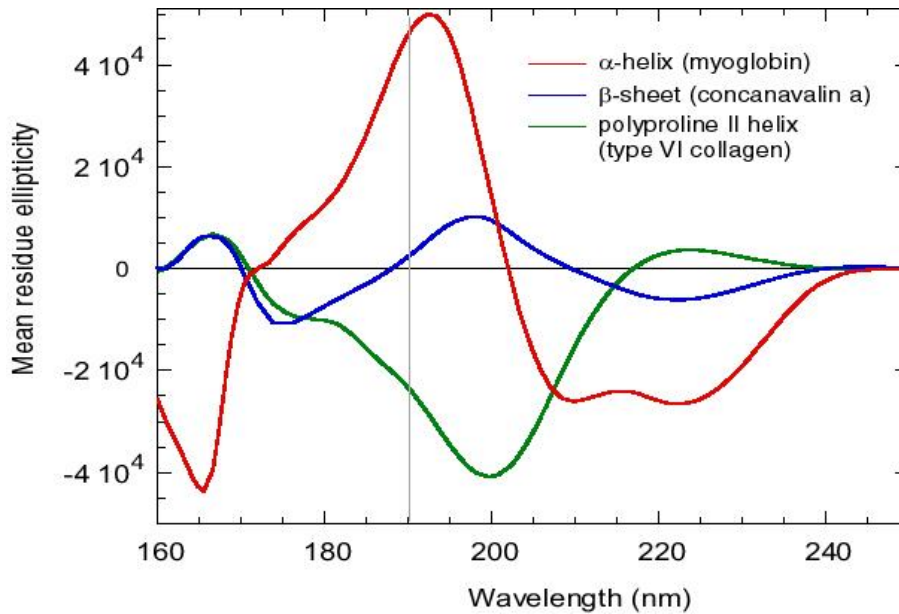 Mean residue ellipticity
4 10⁴
2 10⁴
0
-2 10⁴
-4 10⁴
α-helix (myoglobin)
β-sheet (concanavalin a)
polyproline II helix
(type VI collagen)
160 180 200 220 240
Wavelength (nm)